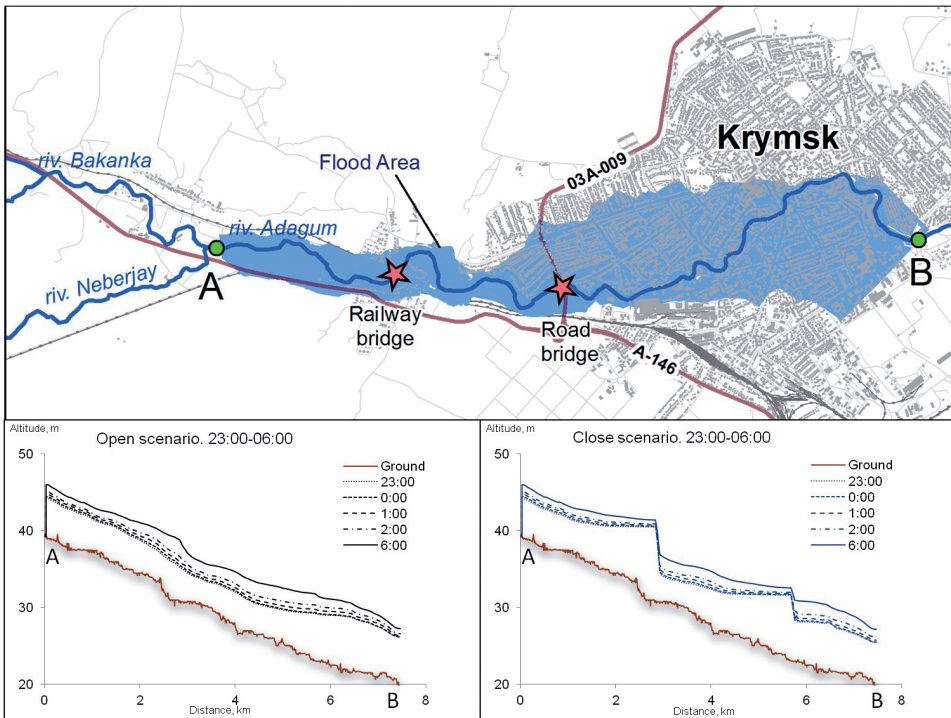 Krymsk
riv. Bakanka
Flood Area
03A-009
riv. Adagum
A
B
riv. Neberjay
Railway
bridge
Road
bridge
A-146
Altitude, m
Open scenario. 23:00-06:00
50
40
30
20
Ground
23:00
0:00
1:00
2:00
6:00
A
B
0
2
4
6
8
Distance, km
Altitude, m
Close scenario. 23:00-06:00
50
40
30
20
Ground
23:00
0:00
1:00
2:00
6:00
A
B
0
2
4
6
8
Distance, km